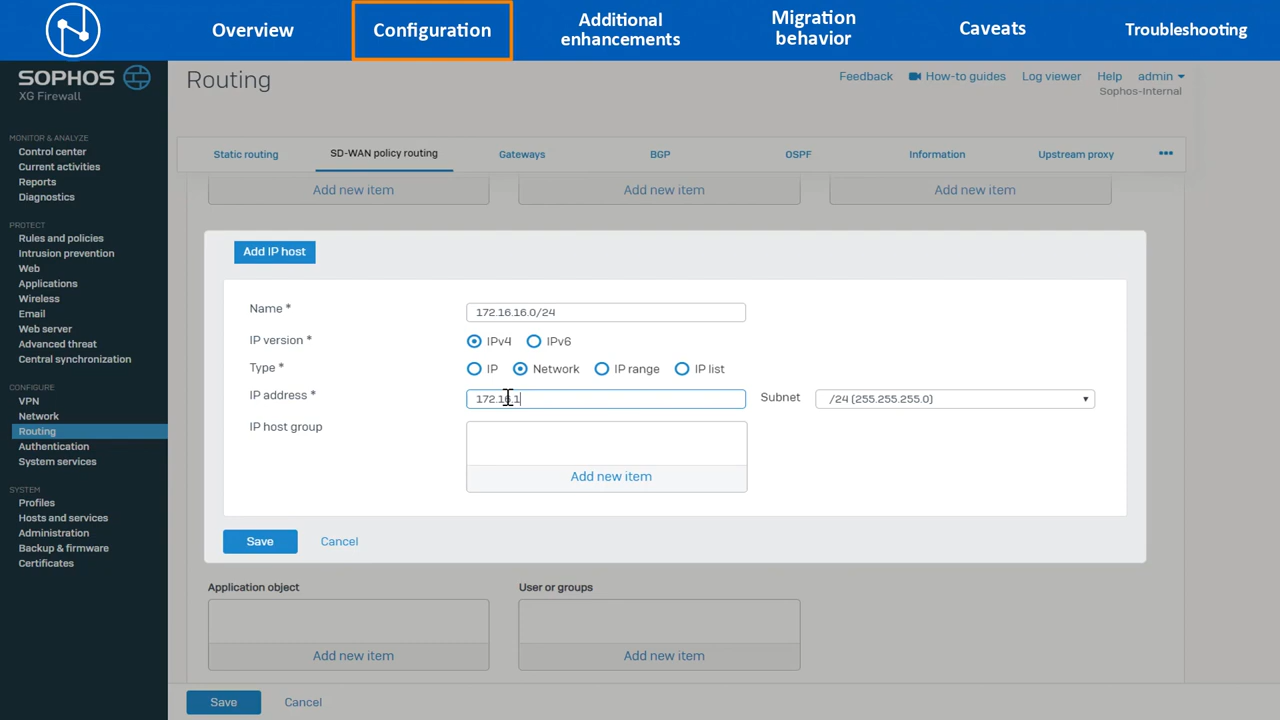 Overview
Configuration
Additional
enhancements
Migration
behavior
Caveats
Troubleshooting
SOPHOS
XG Firewall
Routing
Feedback
How-to guides
Log viewer
Help
admin
Sophos-Internal
MONITOR & ANALYZE
Control center
Current activities
Reports
Diagnostics
PROTECT
Rules and policies
Intrusion prevention
Web
Applications
Wireless
Email
Web server
Advanced threat
Central synchronization
CONFIGURE
VPN
Network
Routing
Authentication
System services
SYSTEM
Profiles
Hosts and services
Administration
Backup & firmware
Certificates
Static routing
SD-WAN policy routing
Gateways
BGP
OSPF
Information
Upstream proxy
•••
Add new item
Add new item
Add new item
Add IP host
Name *
172.16.16.0/24
IP version *
IPv4
IPv6
Type *
IP
Network
IP range
IP list
IP address *
172.16.1
Subnet
/24 (255.255.255.0)
IP host group
Add new item
Save
Cancel
Application object
User or groups
Add new item
Add new item
Save
Cancel